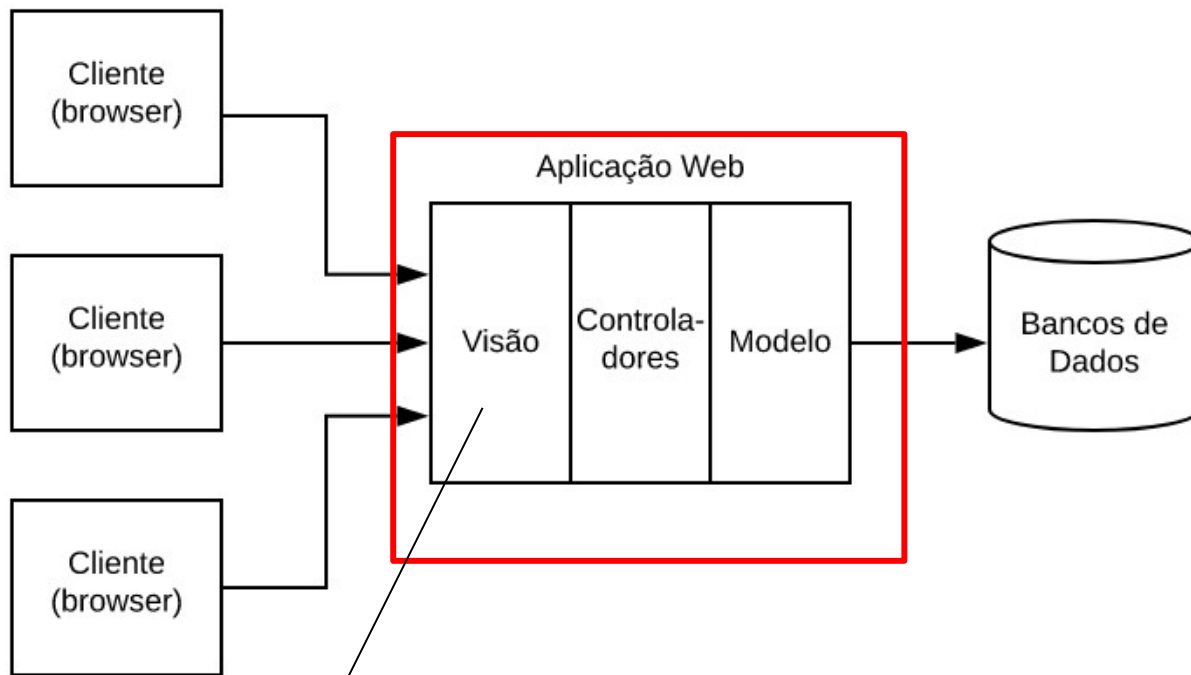 Cliente
(browser)
Aplicação Web
Cliente
(browser)
Visão
Controla-
dores
Modelo
Bancos de
Dados
Cliente
(browser)